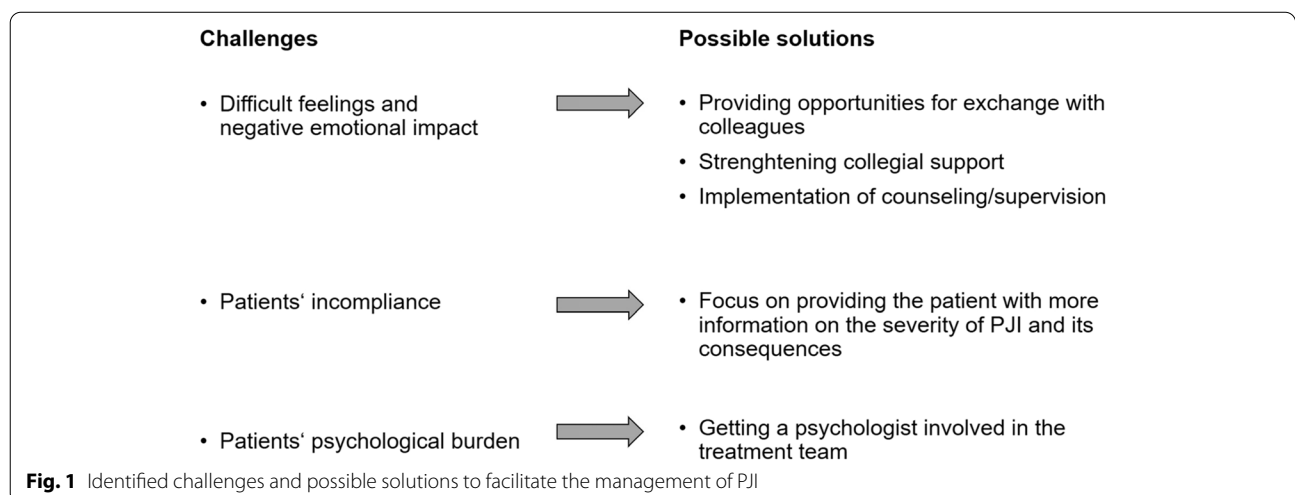 Challenges
Possible solutions
• Difficult feelings and
negative emotional impact
• Providing opportunities for exchange with
colleagues
• Strenghtening collegial support
• Implementation of counseling/supervision
• Patients‘ incompliance
• Focus on providing the patient with more
information on the severity of PJI and its
consequences
• Patients‘ psychological burden
• Getting a psychologist involved in the
treatment team
Fig. 1 Identified challenges and possible solutions to facilitate the management of PJI